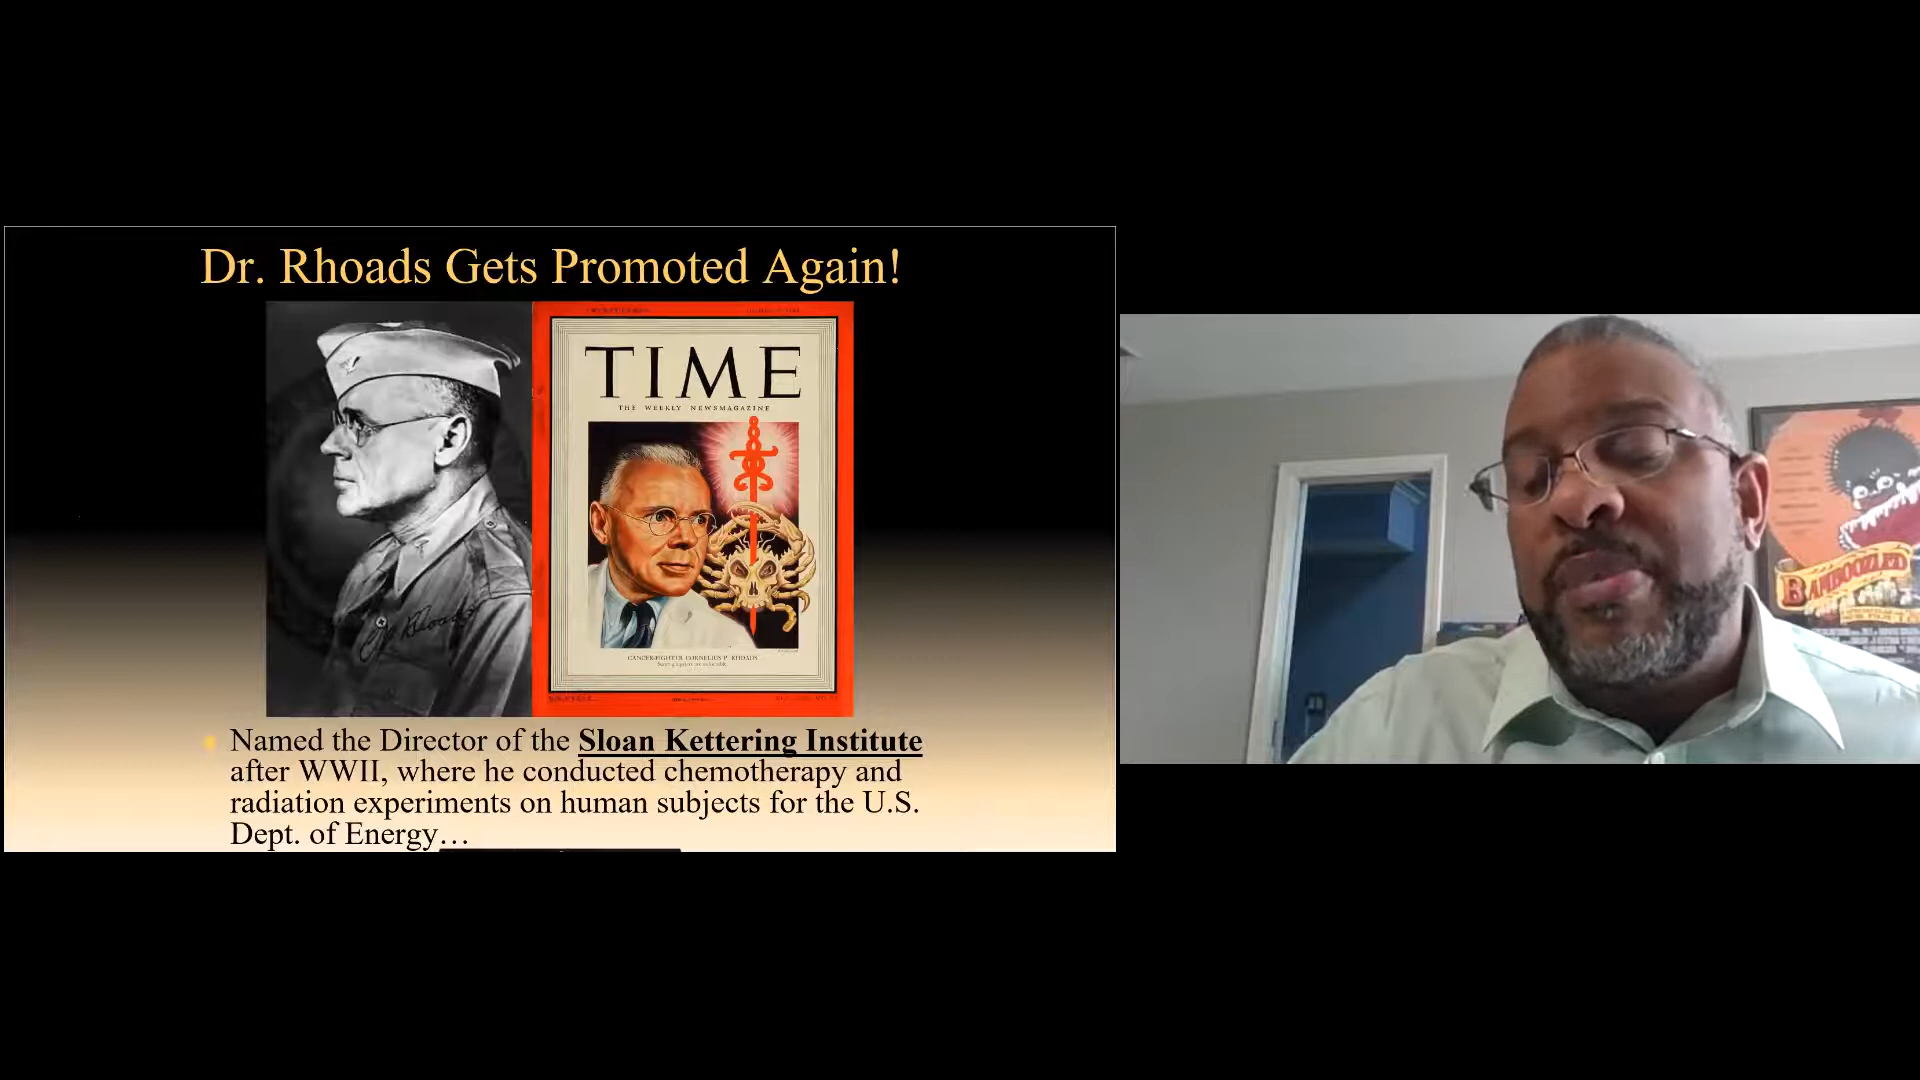 Dr. Rhoads Gets Promoted Again!
TIME
THE WEEKLY NEWSMAGAZINE
CANCER FIGHTER CORNELIUS P. RHOADS
Named the Director of the Sloan Kettering Institute
after WWII, where he conducted chemotherapy and
radiation experiments on human subjects for the U.S.
Dept. of Energy…
BAMBOOZLED